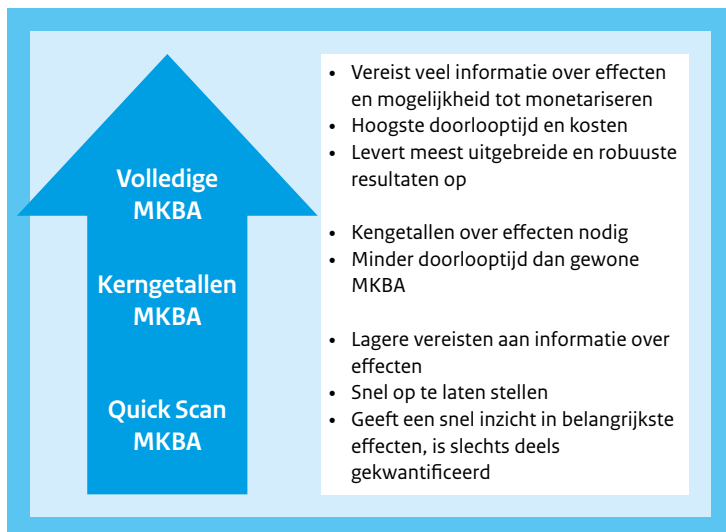 Volledige
MKBA
• Vereist veel informatie over effecten
en mogelijkheid tot monetariseren
• Hoogste doorlooptijd en kosten
• Levert meest uitgebreide en robuuste
resultaten op
Kerngetallen
MKBA
• Kengetallen over effecten nodig
• Minder doorlooptijd dan gewone
MKBA
Quick Scan
MKBA
• Lagere vereisten aan informatie over
effecten
• Snel op te laten stellen
• Geeft een snel inzicht in belangrijkste
effecten, is slechts deels
gekwantificeerd